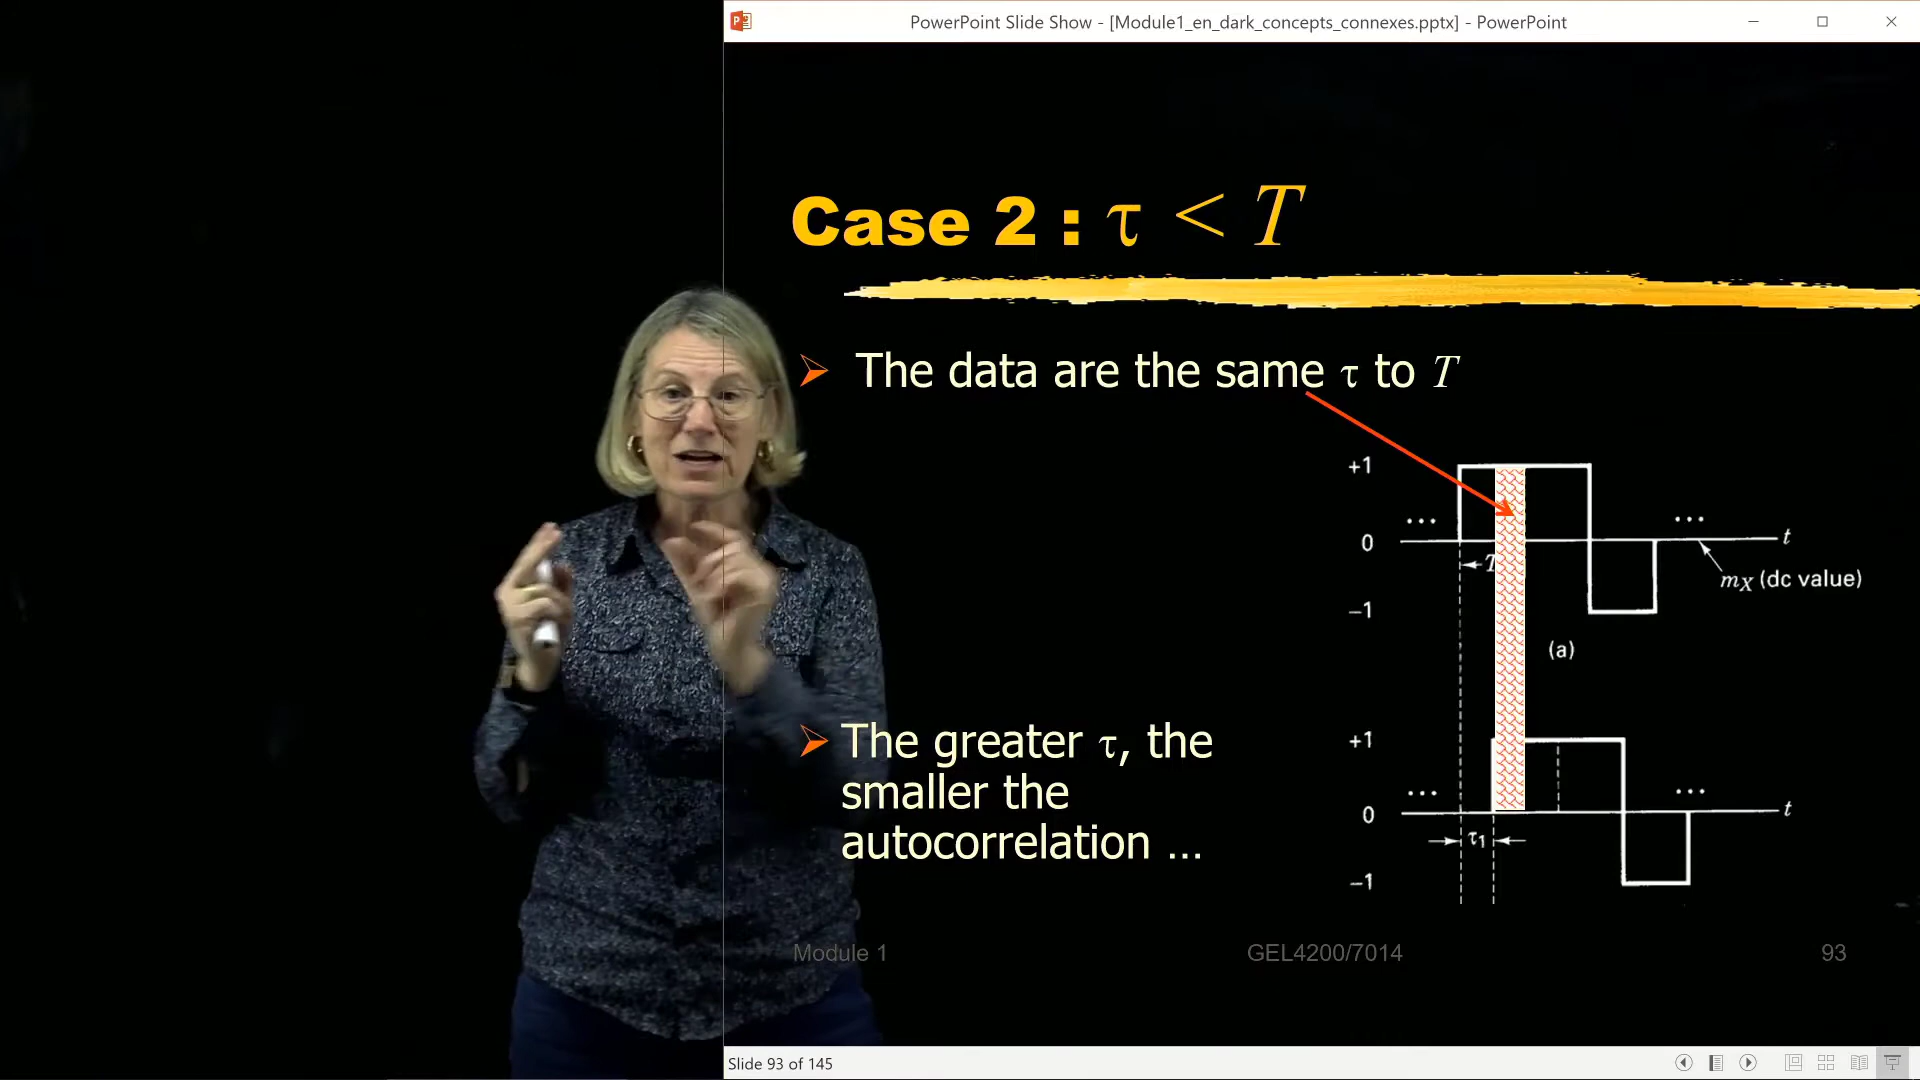 PowerPoint Slide Show - [Module1_en_dark_concepts_connexes.pptx] - PowerPoint
Case 2 : τ < T
The data are the same τ to T
+1
... ...
0 t
T
mX (dc value)
−1
(a)
The greater τ, the
smaller the
autocorrelation ...
+1
... ...
0 t
τ1
−1
Module 1 GEL4200/7014 93
Slide 93 of 145